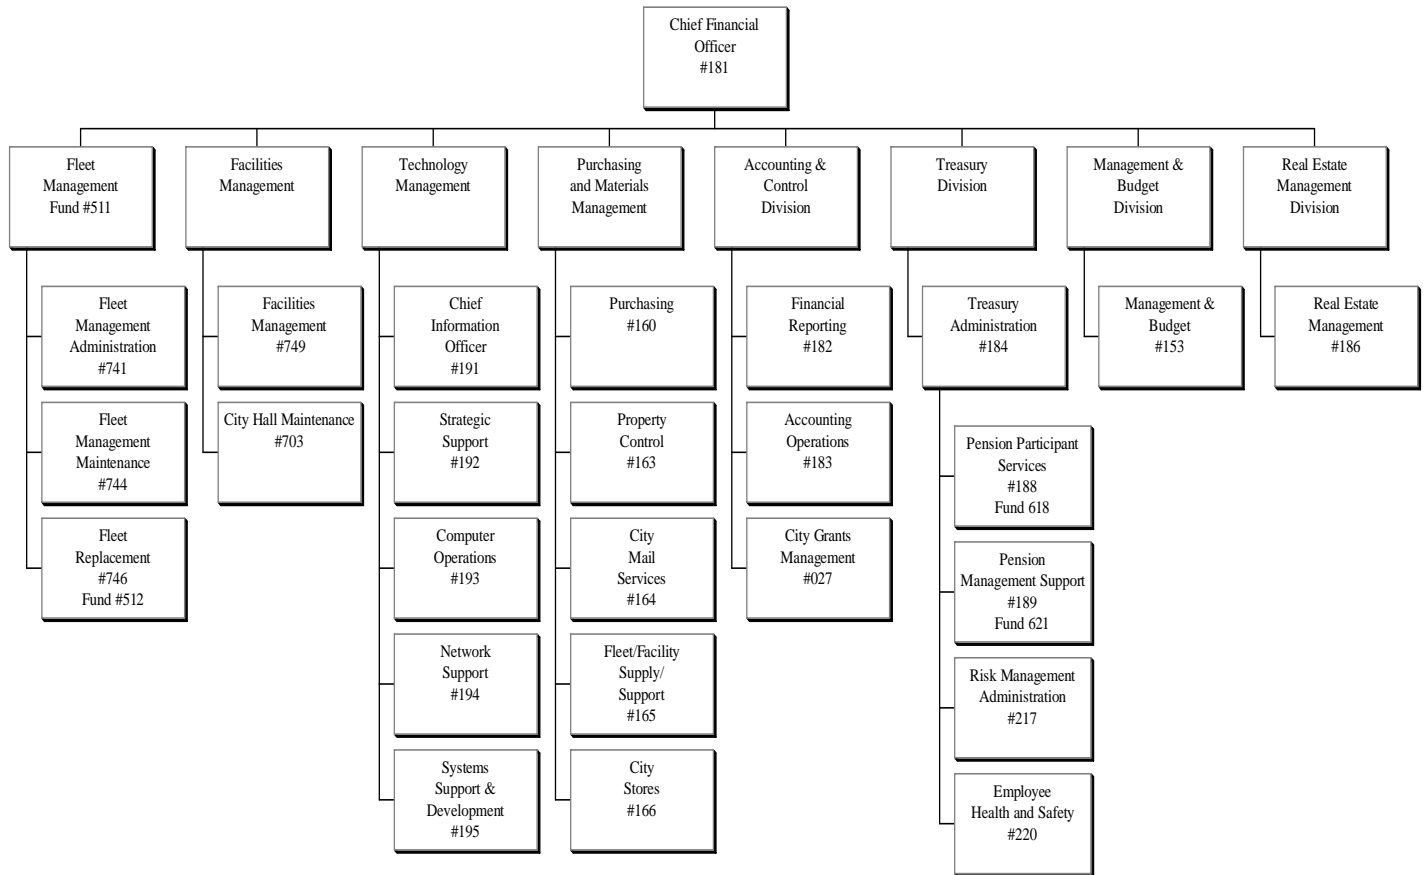 Chief Financial
Officer
#181
Fleet
Management
Fund #511
Facilities
Management
Technology
Management
Purchasing
and Materials
Management
Accounting &
Control
Division
Treasury
Division
Management &
Budget
Division
Real Estate
Management
Division
Fleet
Management
Administration
#741
Fleet
Management
Maintenance
#744
Fleet
Replacement
#746
Fund #512
Facilities
Management
#749
City Hall Maintenance
#703
Chief
Information
Officer
#191
Strategic
Support
#192
Computer
Operations
#193
Network
Support
#194
Systems
Support &
Development
#195
Purchasing
#160
Property
Control
#163
City
Mail
Services
#164
Fleet/Facility
Supply/
Support
#165
City
Stores
#166
Financial
Reporting
#182
Accounting
Operations
#183
City Grants
Management
#027
Treasury
Administration
#184
Pension Participant
Services
#188
Fund 618
Pension
Management Support
#189
Fund 621
Risk Management
Administration
#217
Employee
Health and Safety
#220
Management &
Budget
#153
Real Estate
Management
#186